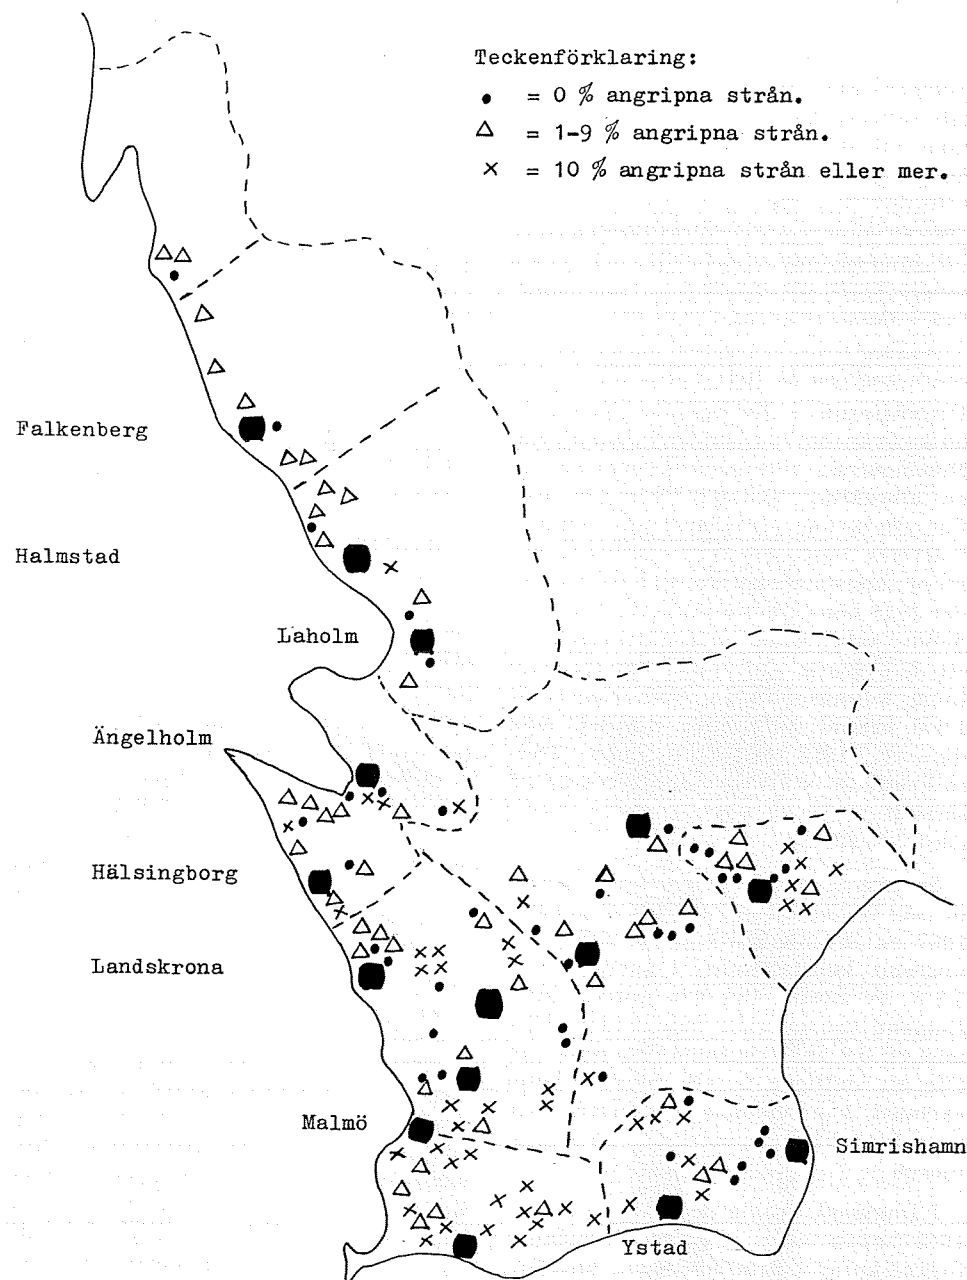 Teckenförklaring:
• = 0 % angripna strån.
△ = 1-9 % angripna strån.
× = 10 % angripna strån eller mer.
Falkenberg
Halmstad
Laholm
Ängelholm
Hälsingborg
Landskrona
Malmö
Simrishamn
Ystad